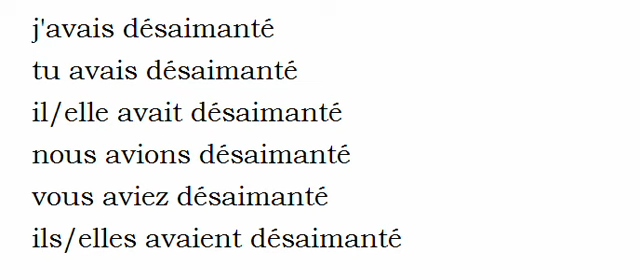 j'avais désaimanté
tu avais désaimanté
il/elle avait désaimanté
nous avions désaimanté
vous aviez désaimanté
ils/elles avaient désaimanté